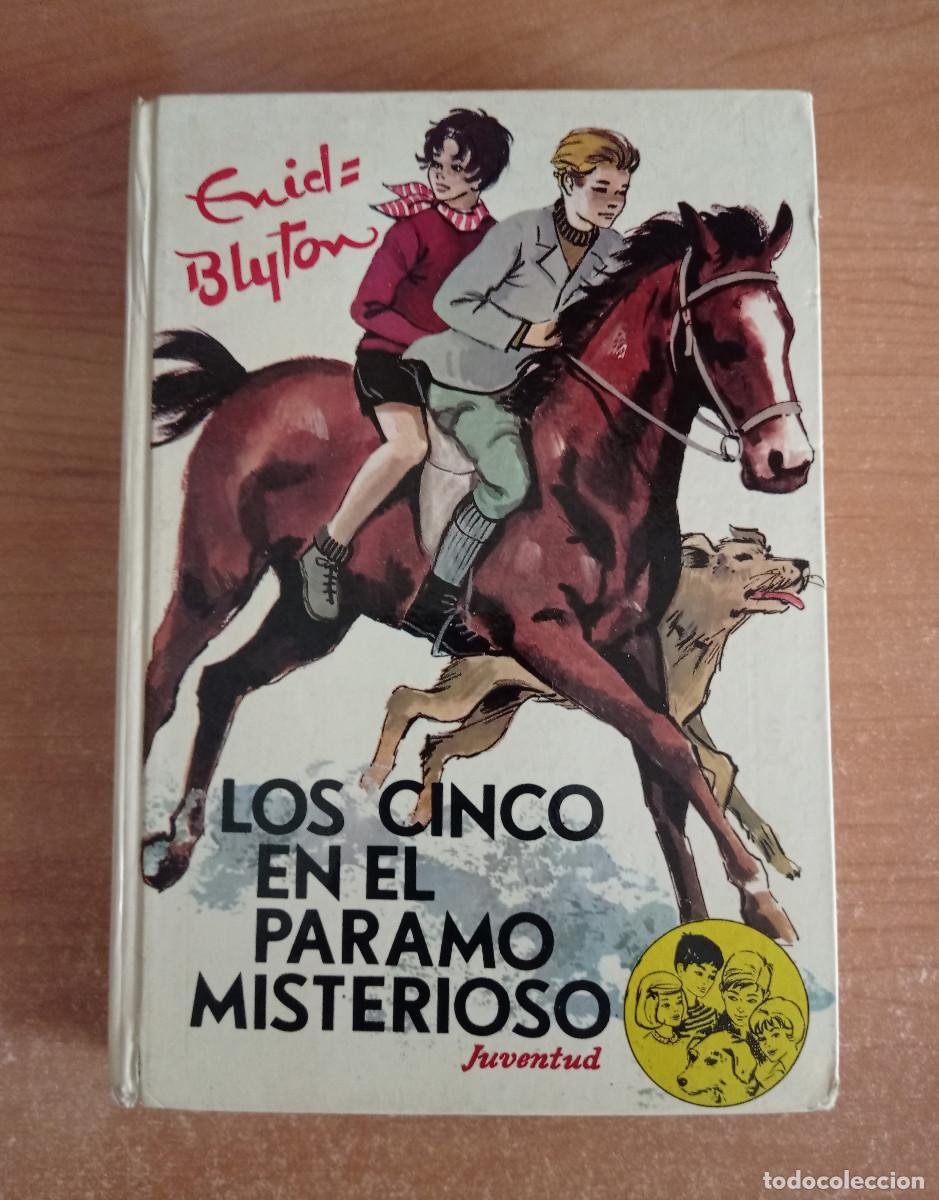 Enid=
Blyton
LOS CINCO
EN EL
PARAMO
MISTERIOSO
Juventud
todocoleccion